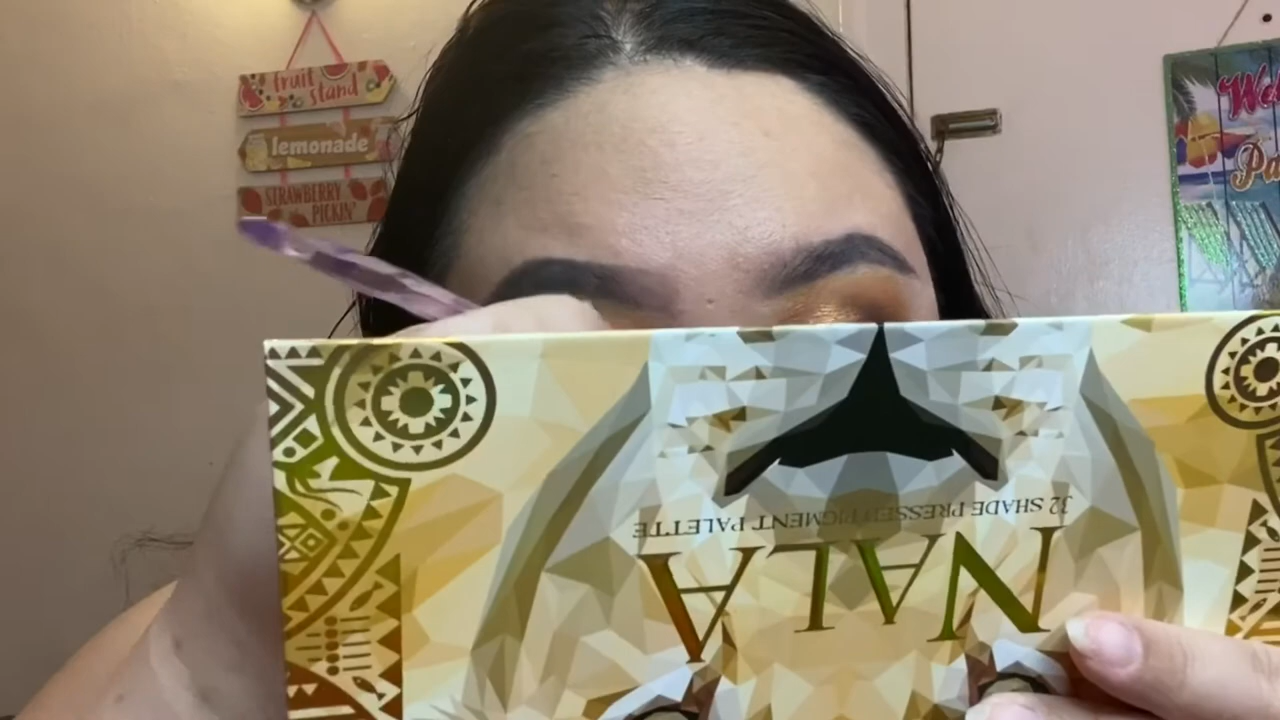 fruit
stand
lemonade
STRAWBERRY
PICKIN'
32 SHADE PRESSED PIGMENT PALETTE
NALA